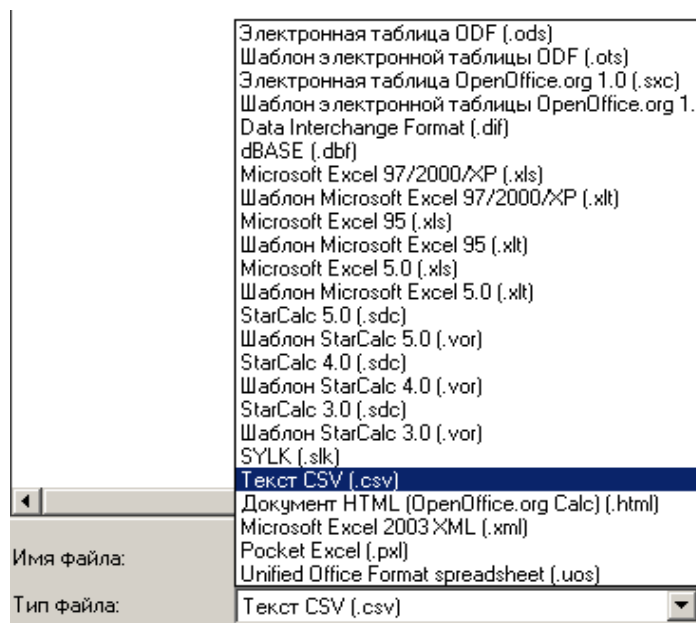 Электронная таблица ODF (.ods)
Шаблон электронной таблицы ODF (.ots)
Электронная таблица OpenOffice.org 1.0 (.sxc)
Шаблон электронной таблицы OpenOffice.org 1.
Data Interchange Format (.dif)
dBASE (.dbf)
Microsoft Excel 97/2000/XP (.xls)
Шаблон Microsoft Excel 97/2000/XP (.xlt)
Microsoft Excel 95 (.xls)
Шаблон Microsoft Excel 95 (.xlt)
Microsoft Excel 5.0 (.xls)
Шаблон Microsoft Excel 5.0 (.xlt)
StarCalc 5.0 (.sdc)
Шаблон StarCalc 5.0 (.vor)
StarCalc 4.0 (.sdc)
Шаблон StarCalc 4.0 (.vor)
StarCalc 3.0 (.sdc)
Шаблон StarCalc 3.0 (.vor)
SYLK (.slk)
Текст CSV (.csv)
Документ HTML (OpenOffice.org Calc) (.html)
Microsoft Excel 2003 XML (.xml)
Pocket Excel (.pxl)
Unified Office Format spreadsheet (.uos)
Имя файла:
Тип файла: Текст CSV (.csv)